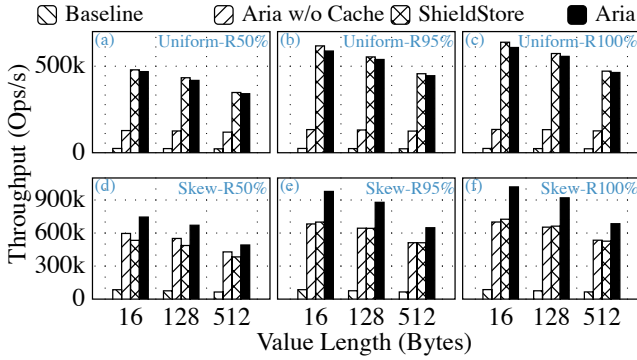 Baseline Aria w/o Cache ShieldStore Aria
(a) Uniform-R50% (b) Uniform-R95% (c) Uniform-R100%
500k
0
(d) Skew-R50% (e) Skew-R95% (f) Skew-R100%
900k
600k
300k
0
16 128 512 16 128 512 16 128 512
Throughput (Ops/s)
Value Length (Bytes)